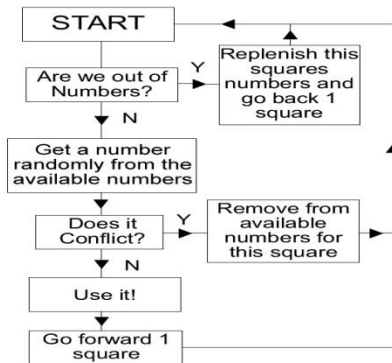 START
Are we out of
Numbers?
Y
Replenish this
squares
numbers and
go back 1
square
N
Get a number
randomly from the
available numbers
Does it
Conflict?
Y
Remove from
available
numbers for
this square
N
Use it!
Go forward 1
square